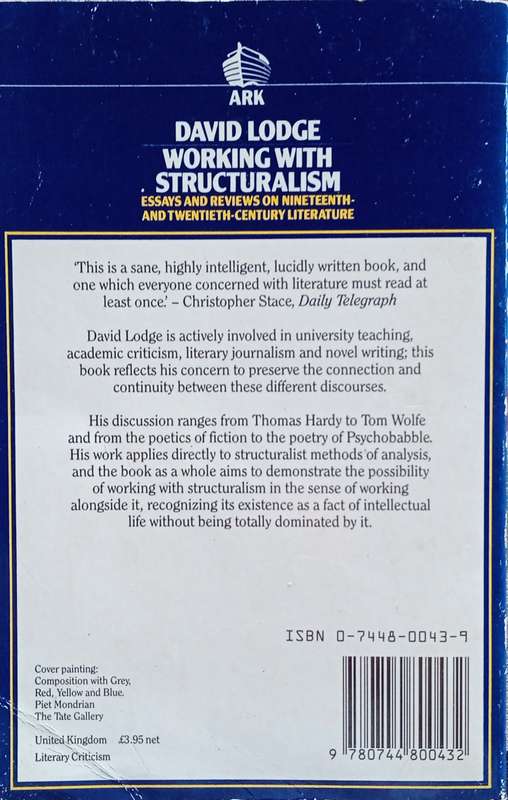 ARK
DAVID LODGE
WORKING WITH
STRUCTURALISM
ESSAYS AND REVIEWS ON NINETEENTH-
AND TWENTIETH-CENTURY LITERATURE
'This is a sane, highly intelligent, lucidly written book, and
one which everyone concerned with literature must read at
least once.' – Christopher Stace, Daily Telegraph
David Lodge is actively involved in university teaching,
academic criticism, literary journalism and novel writing; this
book reflects his concern to preserve the connection and
continuity between these different discourses.
His discussion ranges from Thomas Hardy to Tom Wolfe
and from the poetics of fiction to the poetry of Psychobabble.
His work applies directly to structuralist methods of analysis,
and the book as a whole aims to demonstrate the possibility
of working with structuralism in the sense of working
alongside it, recognizing its existence as a fact of intellectual
life without being totally dominated by it.
ISBN 0-7448-0043-9
Cover painting:
Composition with Grey,
Red, Yellow and Blue.
Piet Mondrian
The Tate Gallery
United Kingdom £3.95 net
Literary Criticism
9 780744 800432